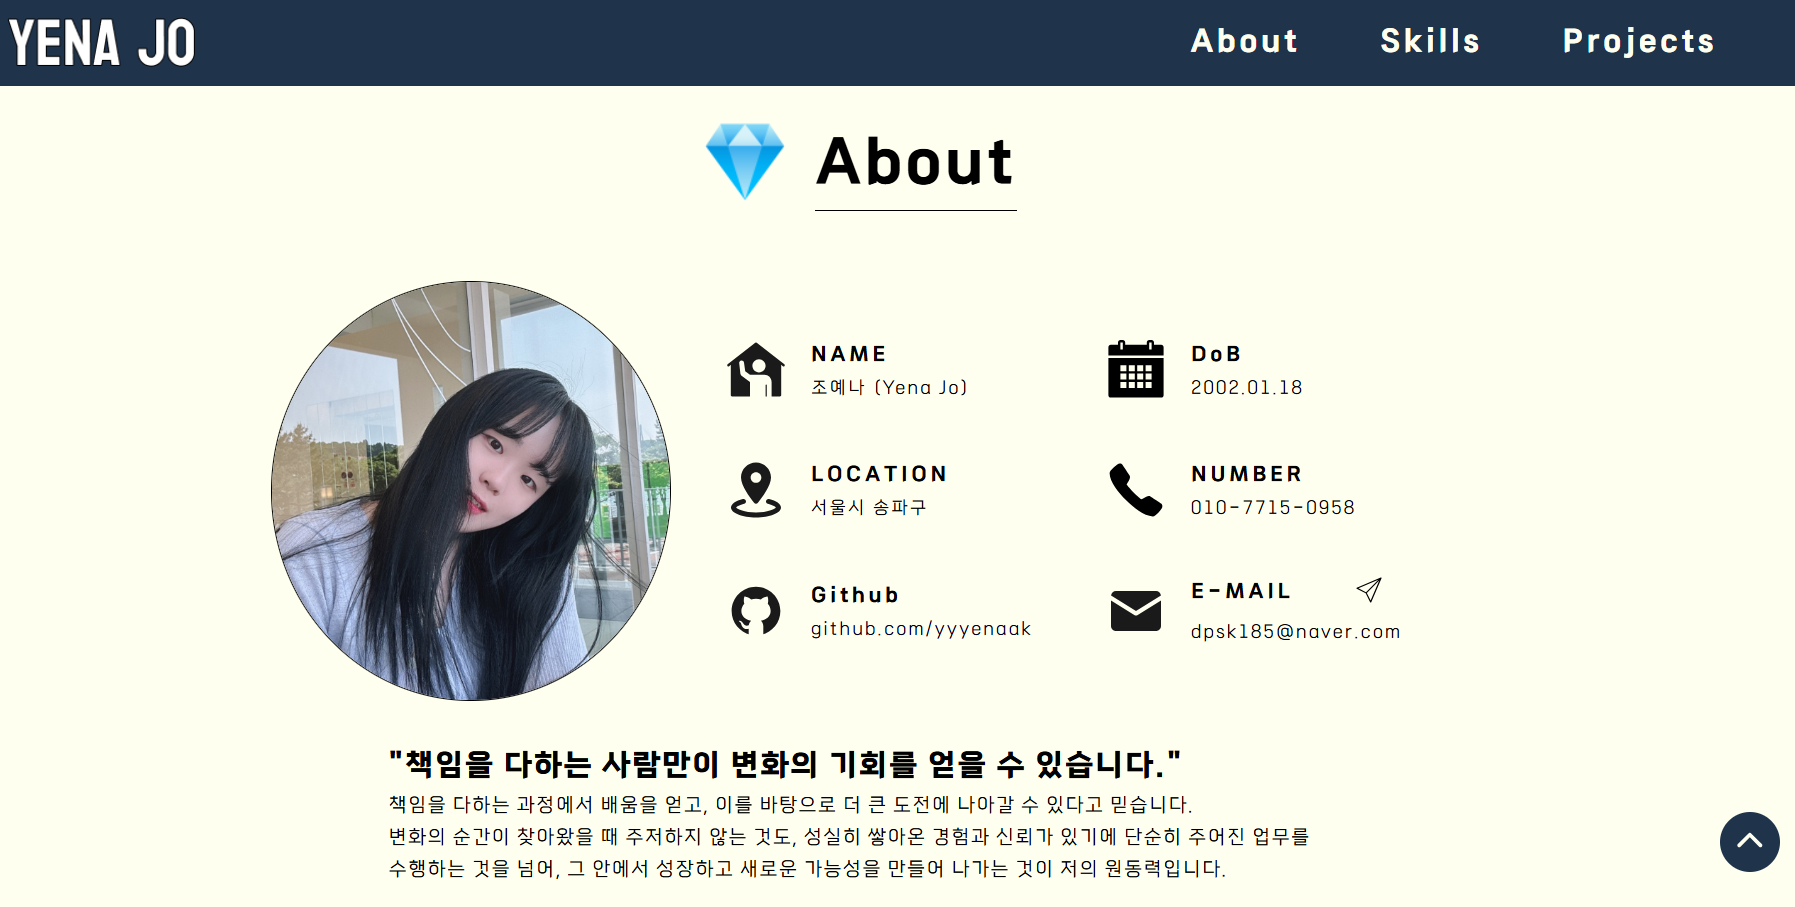 YENA JO
About
Skills
Projects
About
NAME
조예나 (Yena Jo)
DoB
2002.01.18
LOCATION
서울시 송파구
NUMBER
010-7715-0958
Github
github.com/yyyenaak
E-MAIL
dpsk185@naver.com
"책임을 다하는 사람만이 변화의 기회를 얻을 수 있습니다."
책임을 다하는 과정에서 배움을 얻고, 이를 바탕으로 더 큰 도전에 나아갈 수 있다고 믿습니다.
변화의 순간이 찾아왔을 때 주저하지 않는 것도, 성실히 쌓아온 경험과 신뢰가 있기에 단순히 주어진 업무를
수행하는 것을 넘어, 그 안에서 성장하고 새로운 가능성을 만들어 나가는 것이 저의 원동력입니다.